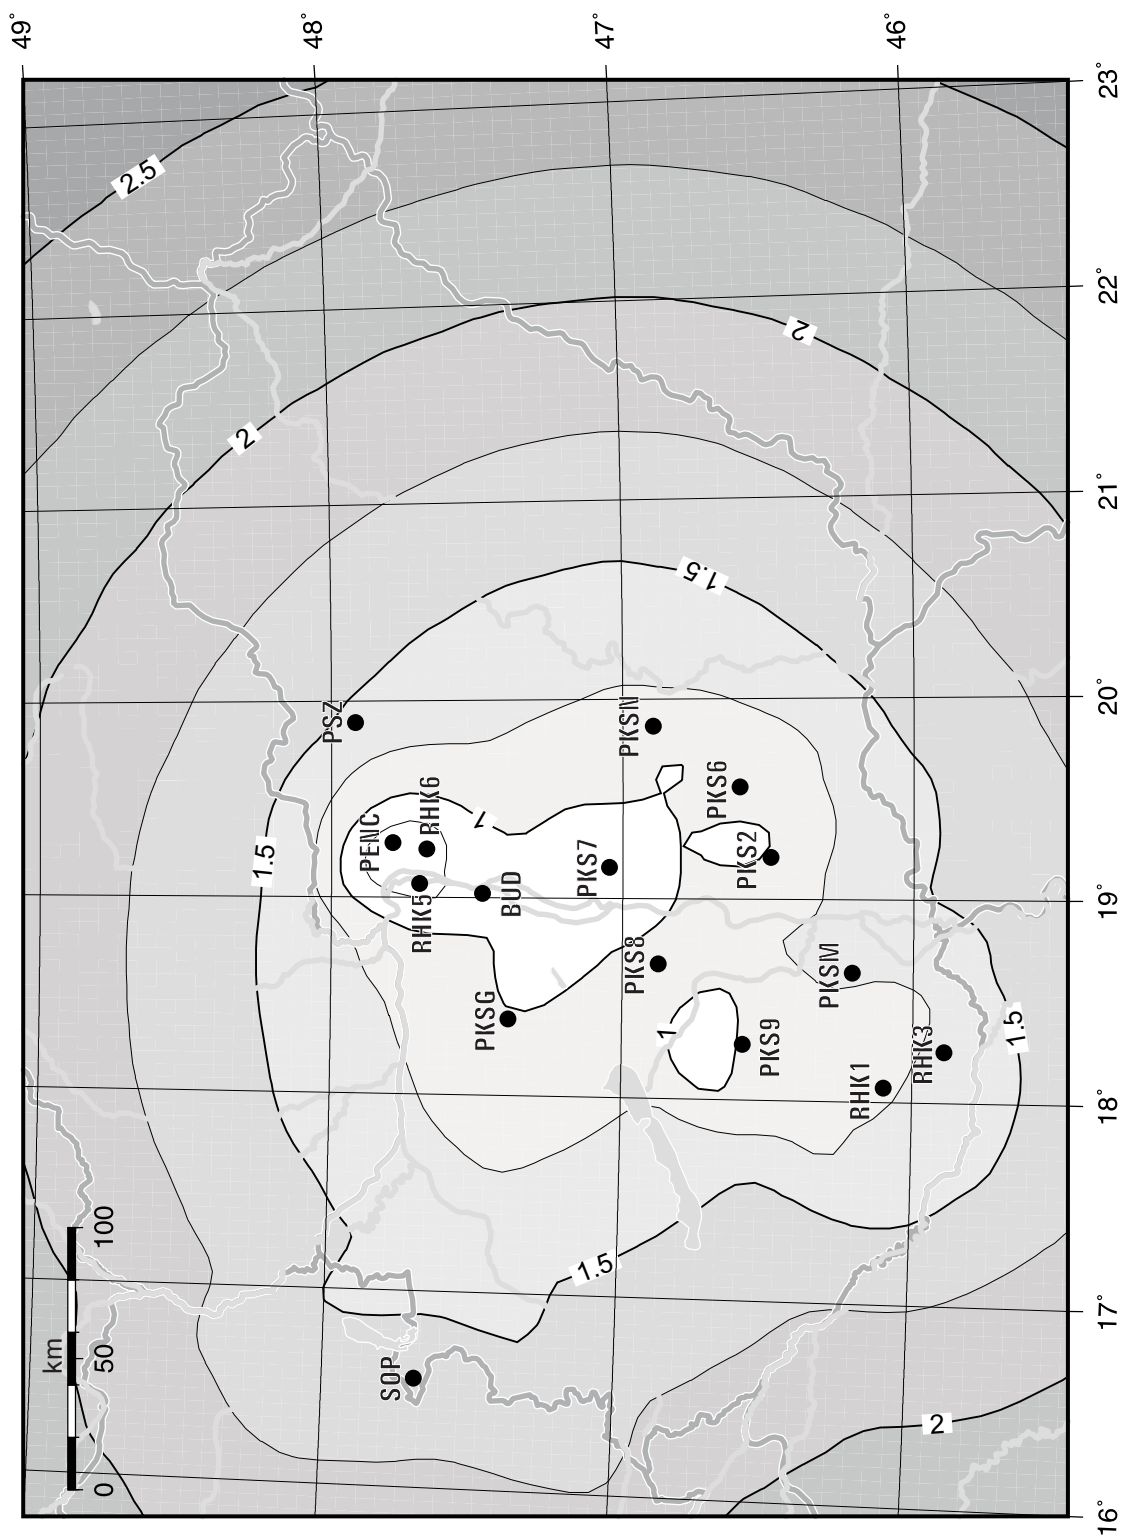 49°
48°
47°
46°
23°
22°
21°
20°
19°
18°
17°
16°
2.5
2
2
1.5
1.5
1
1
1.5
1.5
2
PSZ
PENC
RHK6
RHK5
BUD
PKS7
PKSN
PKS6
PKS2
PKS8
PKSG
PKS9
PKSM
RHK3
RHK1
SOP
km
0
50
100